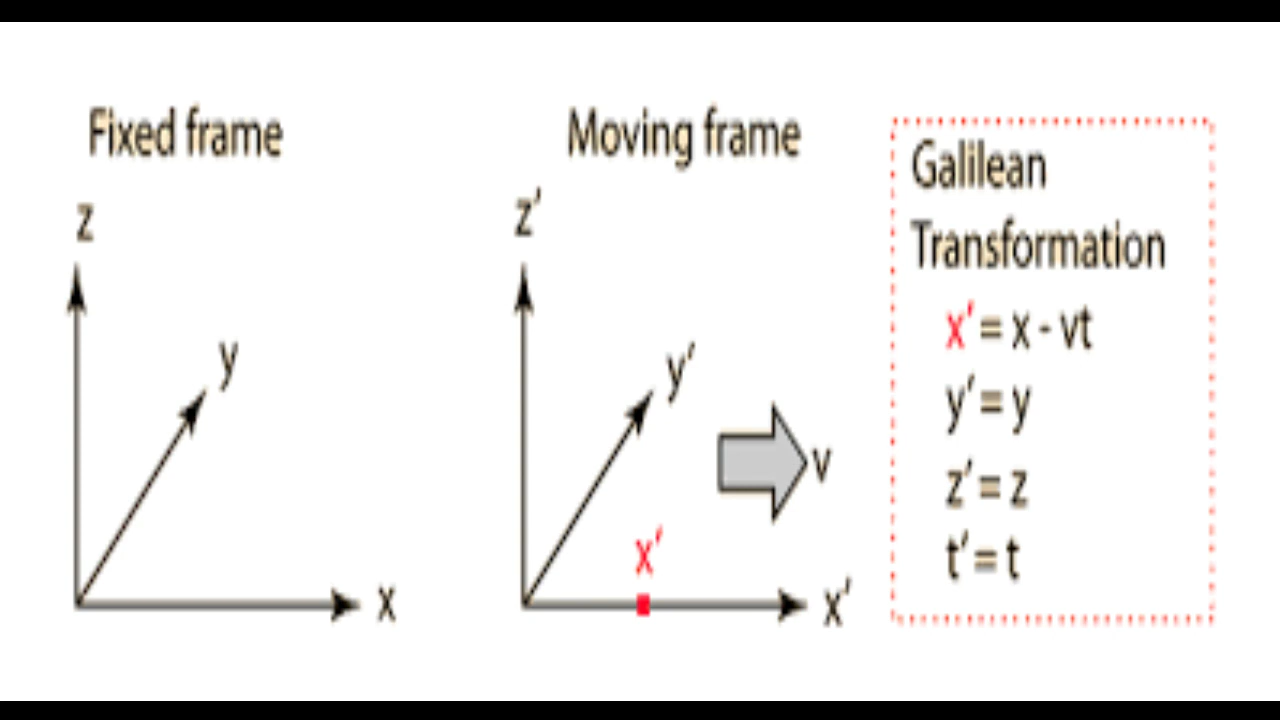 Fixed frame
z
y
x
Moving frame
z′
y′
v
x′
x′
Galilean
Transformation
x′ = x - vt
y′ = y
z′ = z
t′ = t